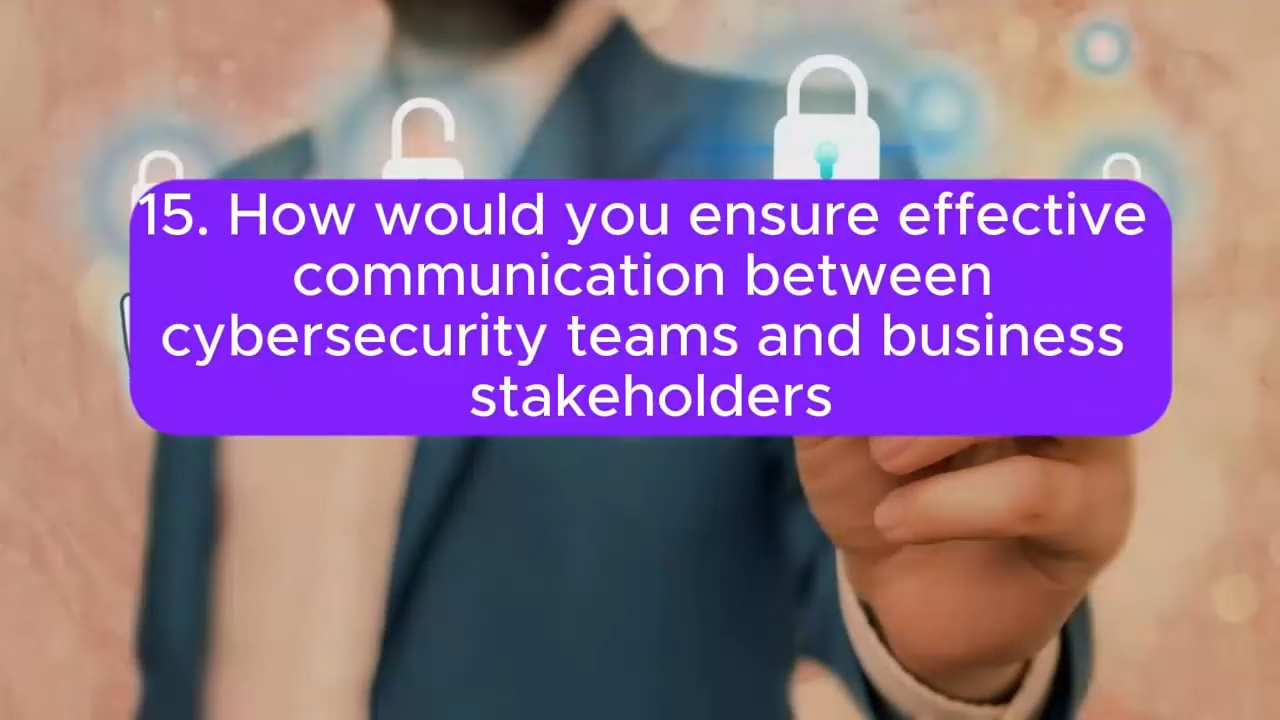 15. How would you ensure effective
communication between
cybersecurity teams and business
stakeholders